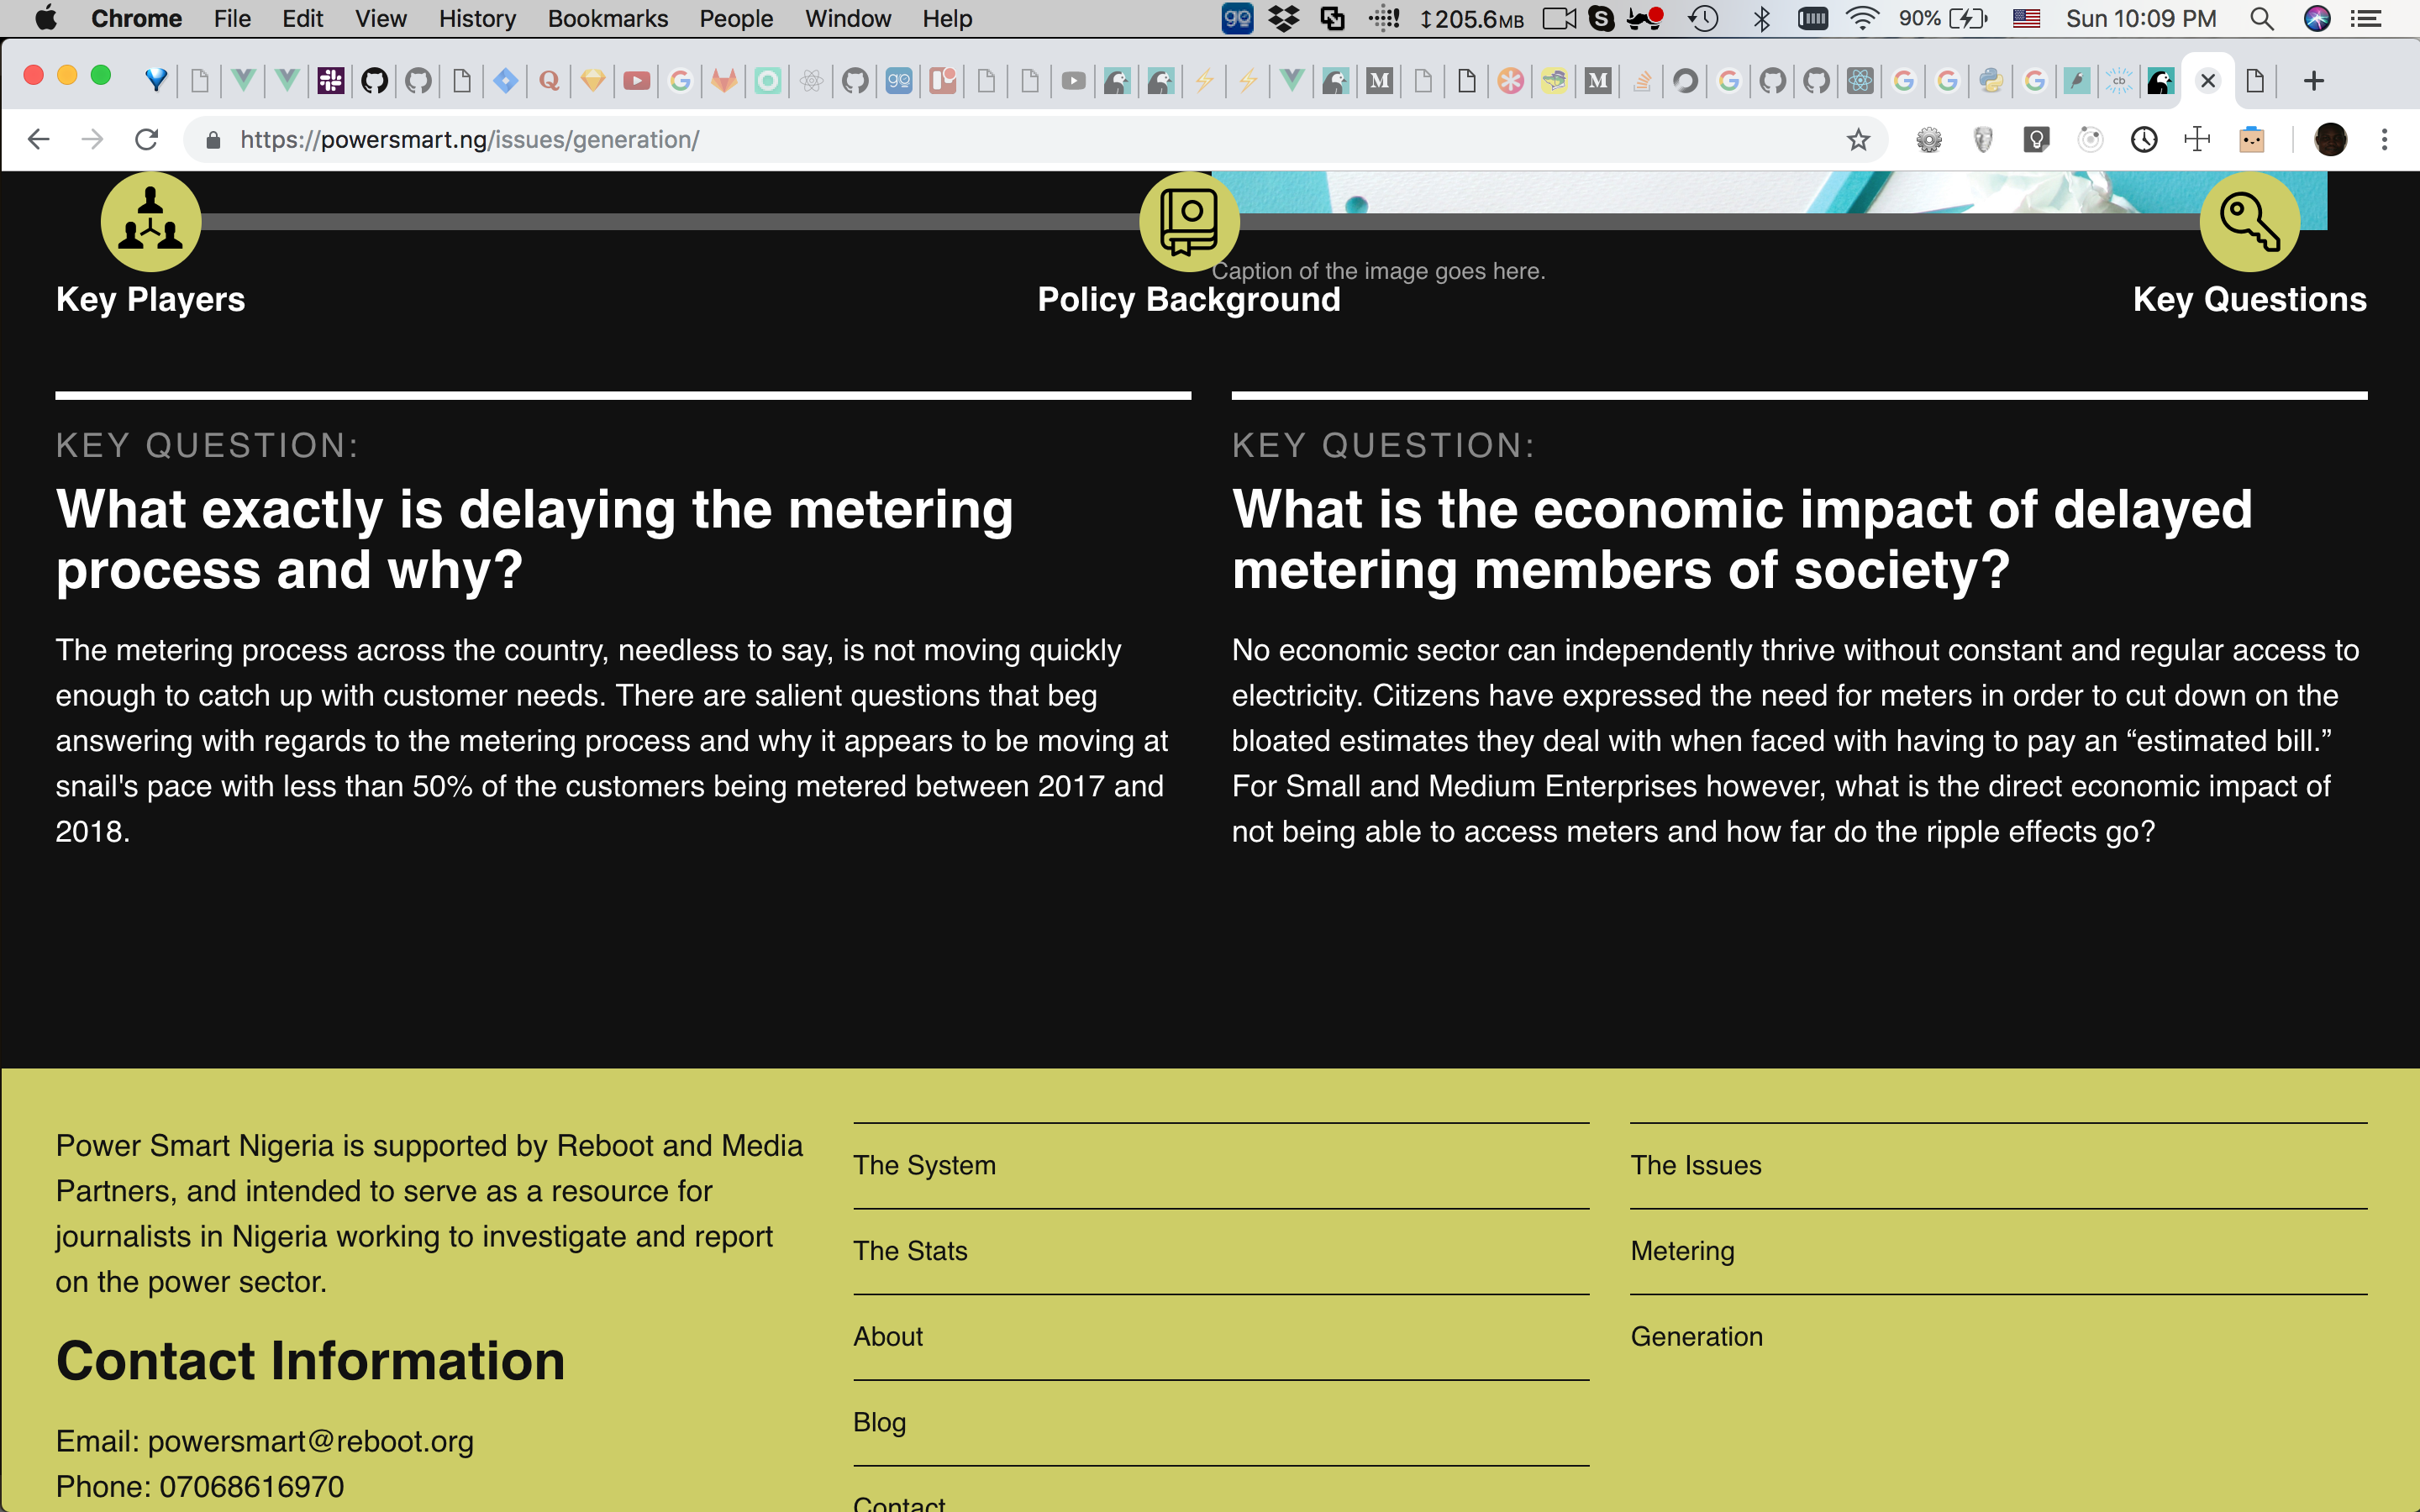 Chrome File Edit View History Bookmarks People Window Help
205.6MB 90% Sun 10:09 PM
https://powersmart.ng/issues/generation/
Caption of the image goes here.
Key Players Policy Background Key Questions
KEY QUESTION:
What exactly is delaying the metering
process and why?
The metering process across the country, needless to say, is not moving quickly
enough to catch up with customer needs. There are salient questions that beg
answering with regards to the metering process and why it appears to be moving at
snail's pace with less than 50% of the customers being metered between 2017 and
2018.
KEY QUESTION:
What is the economic impact of delayed
metering members of society?
No economic sector can independently thrive without constant and regular access to
electricity. Citizens have expressed the need for meters in order to cut down on the
bloated estimates they deal with when faced with having to pay an “estimated bill.”
For Small and Medium Enterprises however, what is the direct economic impact of
not being able to access meters and how far do the ripple effects go?
Power Smart Nigeria is supported by Reboot and Media
Partners, and intended to serve as a resource for
journalists in Nigeria working to investigate and report
on the power sector.
Contact Information
Email: powersmart@reboot.org
Phone: 07068616970
The System
The Stats
About
Blog
Contact
The Issues
Metering
Generation